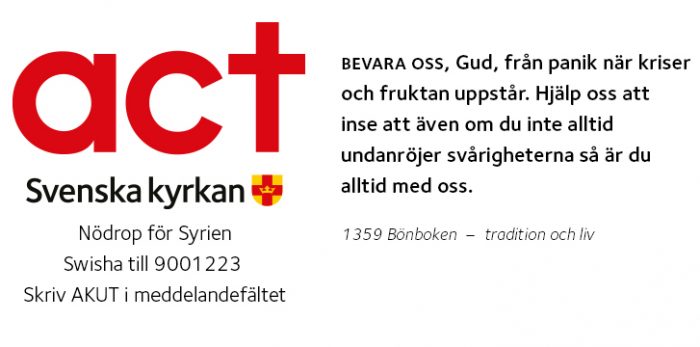 act
Svenska kyrkan
Nödrop för Syrien
Swisha till 9001223
Skriv AKUT i meddelandefältet
BEVARA OSS, Gud, från panik när kriser
och fruktan uppstår. Hjälp oss att
inse att även om du inte alltid
undanröjer svårigheterna så är du
alltid med oss.
1359 Bönboken – tradition och liv